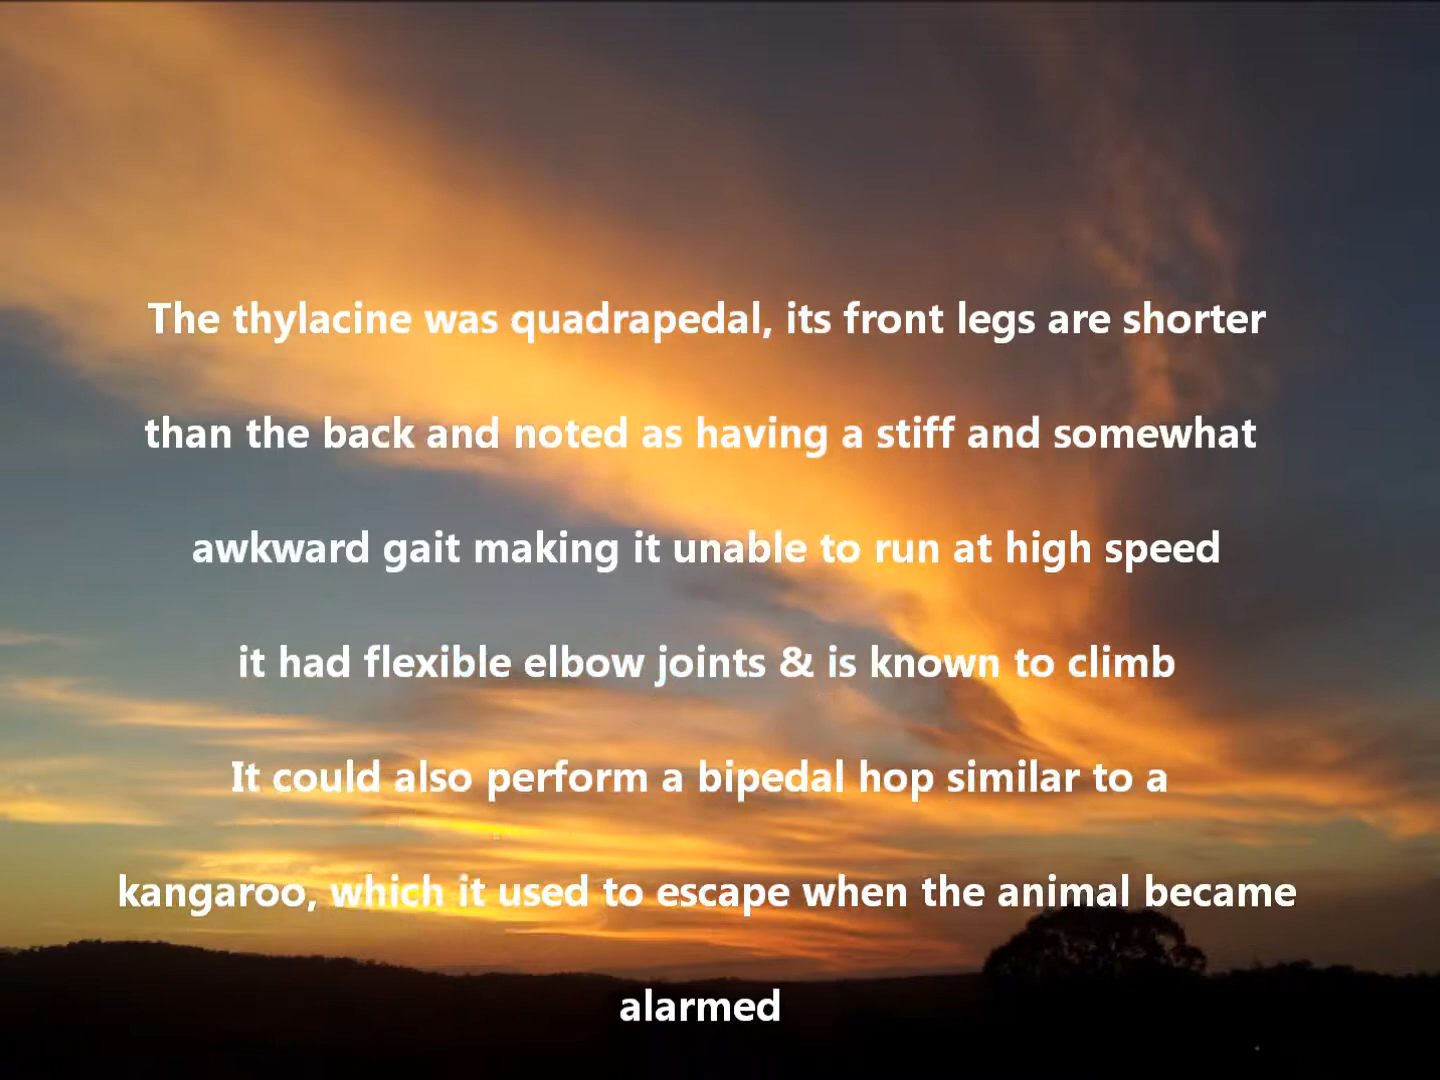 The thylacine was quadrapedal, its front legs are shorter
than the back and noted as having a stiff and somewhat
awkward gait making it unable to run at high speed
it had flexible elbow joints & is known to climb
It could also perform a bipedal hop similar to a
kangaroo, which it used to escape when the animal became
alarmed